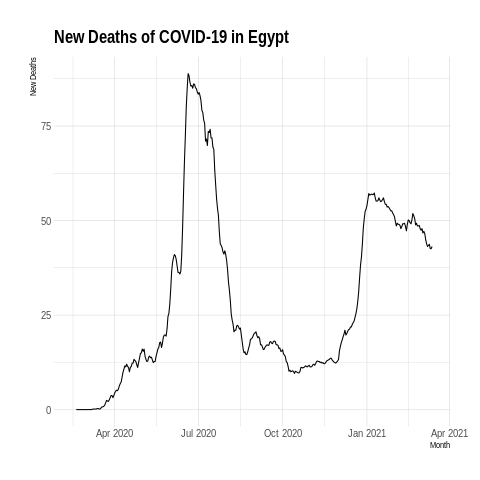 New Deaths of COVID-19 in Egypt
New Deaths
75
50
25
0
Apr 2020 Jul 2020 Oct 2020 Jan 2021 Apr 2021
Month